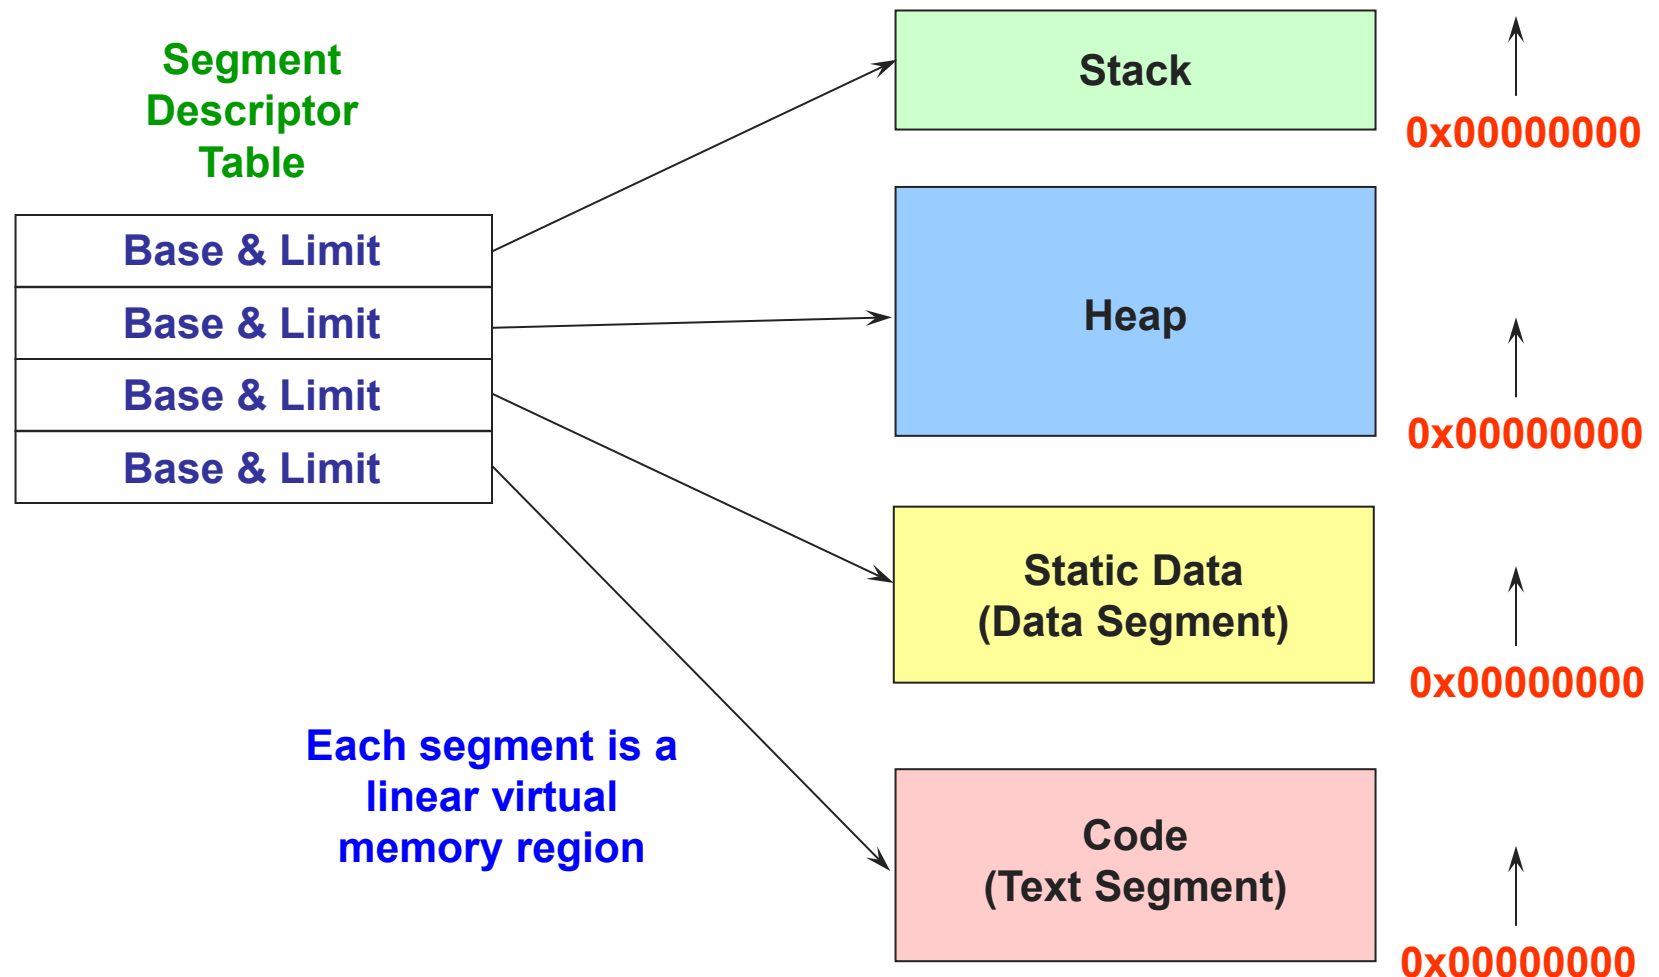 Segment
Descriptor
Table
Base & Limit
Base & Limit
Base & Limit
Base & Limit
Each segment is a
linear virtual
memory region
Stack
0x00000000
Heap
0x00000000
Static Data
(Data Segment)
0x00000000
Code
(Text Segment)
0x00000000